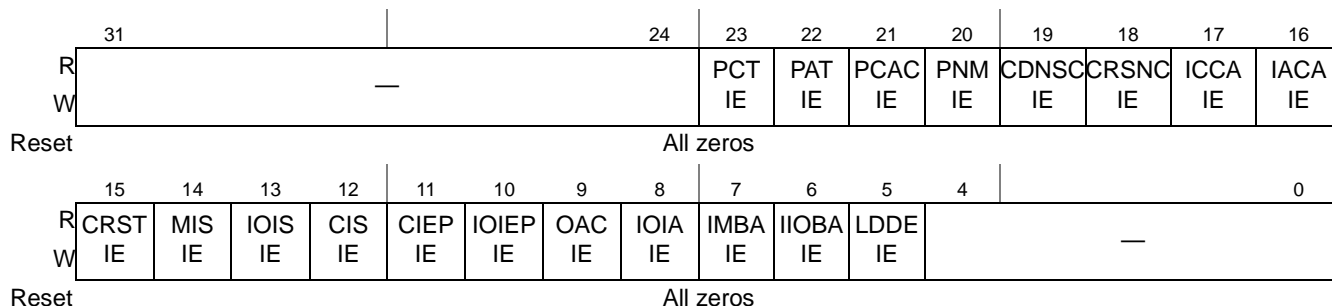 31 24 23 22 21 20 19 18 17 16
R — PCT PAT PCAC PNM CDNSC CRSNC ICCA IACA
W IE IE IE IE IE IE IE IE
Reset All zeros
15 14 13 12 11 10 9 8 7 6 5 4 0
R CRST MIS IOIS CIS CIEP IOIEP OAC IOIA IMBA IIOBA LDDE —
W IE IE IE IE IE IE IE IE IE IE IE
Reset All zeros